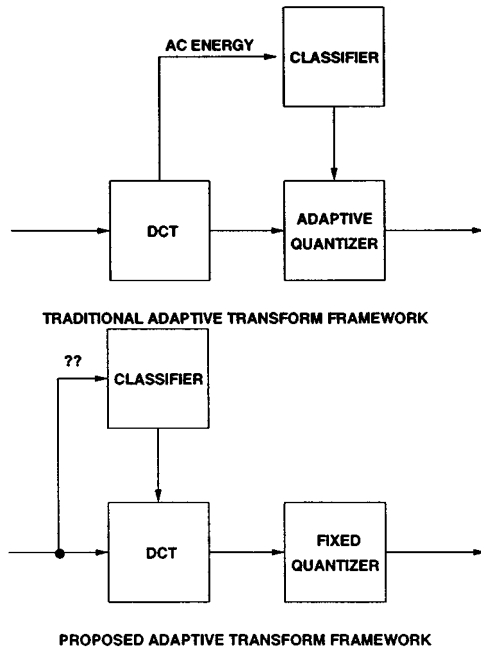 AC ENERGY
CLASSIFIER
DCT
ADAPTIVE
QUANTIZER
TRADITIONAL ADAPTIVE TRANSFORM FRAMEWORK
??
CLASSIFIER
DCT
FIXED
QUANTIZER
PROPOSED ADAPTIVE TRANSFORM FRAMEWORK